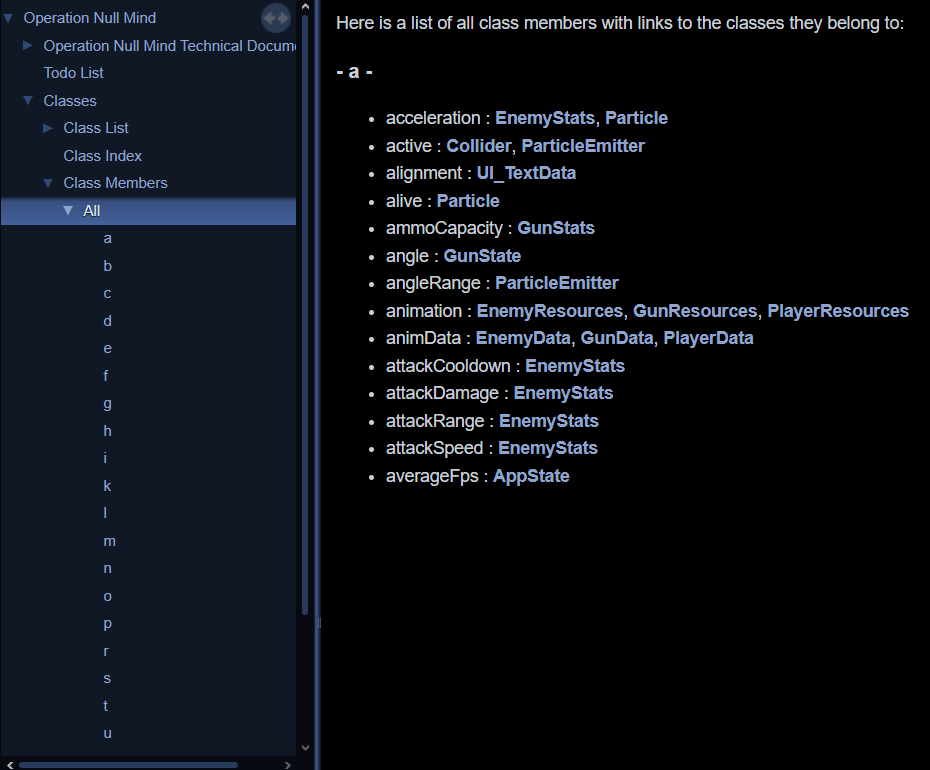 Operation Null Mind
Operation Null Mind Technical Docum
Todo List
Classes
Class List
Class Index
Class Members
All
a
b
c
d
e
f
g
h
i
k
l
m
n
o
p
r
s
t
u
Here is a list of all class members with links to the classes they belong to:
- a -
acceleration : EnemyStats, Particle
active : Collider, ParticleEmitter
alignment : UI_TextData
alive : Particle
ammoCapacity : GunStats
angle : GunState
angleRange : ParticleEmitter
animation : EnemyResources, GunResources, PlayerResources
animData : EnemyData, GunData, PlayerData
attackCooldown : EnemyStats
attackDamage : EnemyStats
attackRange : EnemyStats
attackSpeed : EnemyStats
averageFps : AppState